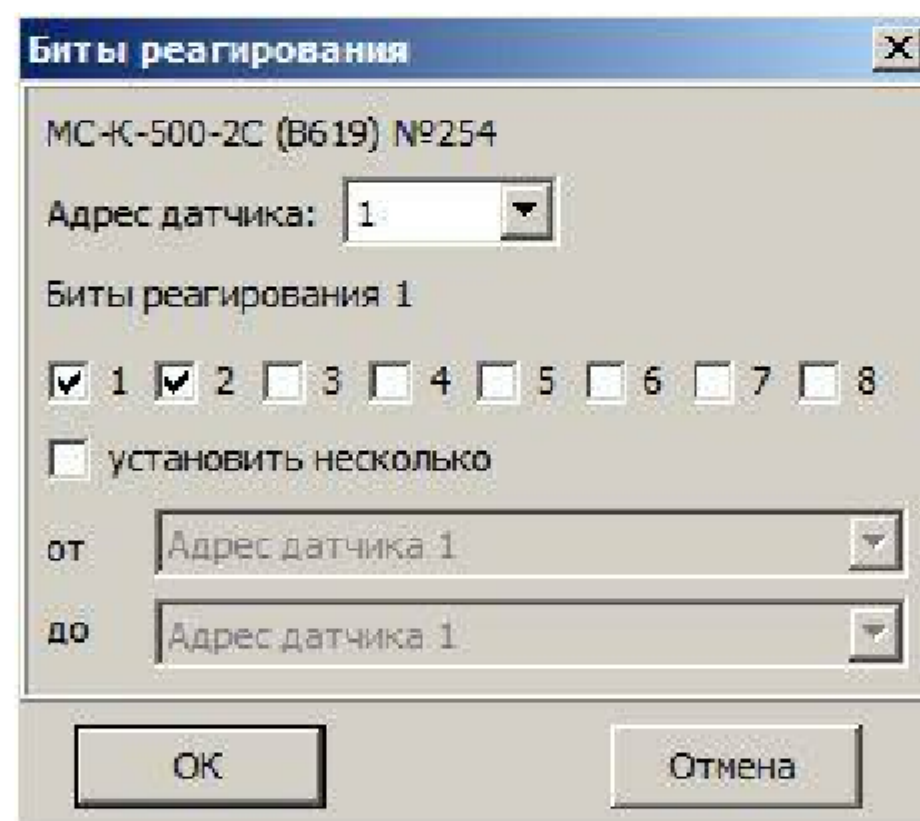 Биты реагирования
МС-К-500-2С (В619) №254
Адрес датчика: 1
Биты реагирования 1
1 2 3 4 5 6 7 8
установить несколько
от Адрес датчика 1
до Адрес датчика 1
ОК Отмена